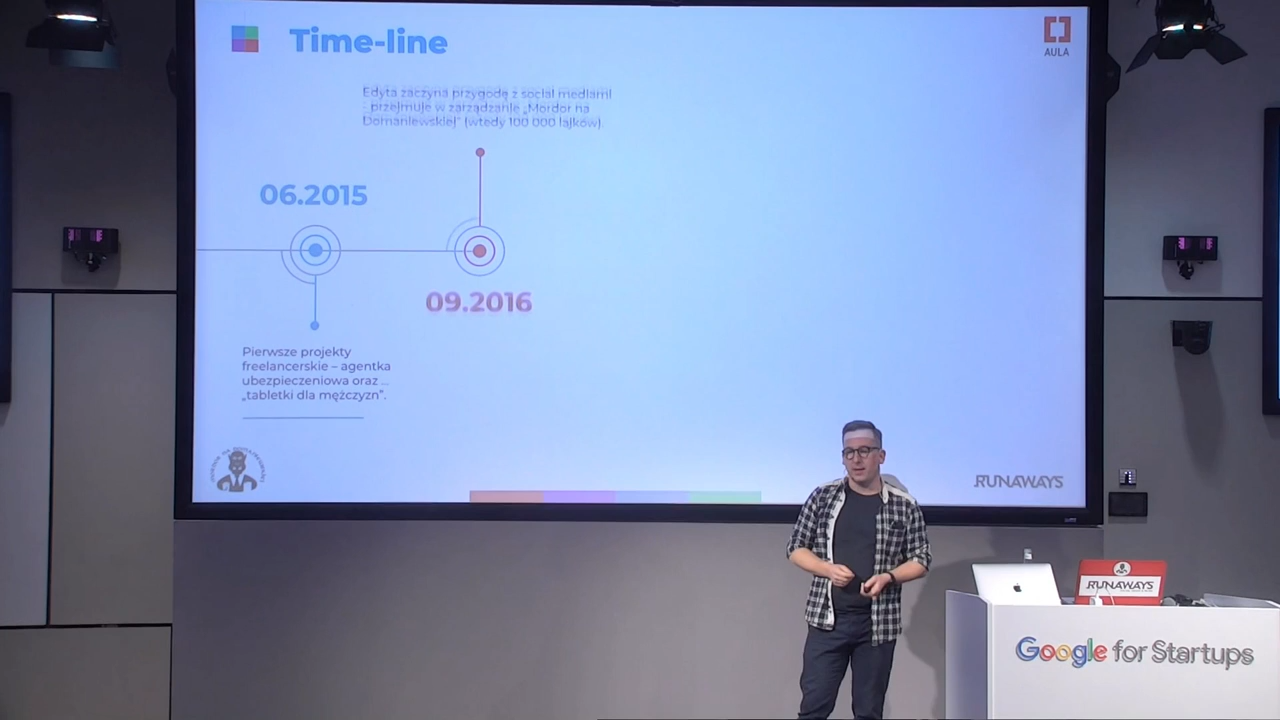 Time-line
AULA
Edyta zaczyna przygodę z social mediami
- przejmuje w zarządzanie „Mordor na
Domaniewskiej” (wtedy 100 000 lajków).
06.2015
09.2016
Pierwsze projekty
freelancerskie – agentka
ubezpieczeniowa oraz ...
„tabletki dla mężczyzn”.
RUNAWAYS
RUNAWAYS
Google for Startups